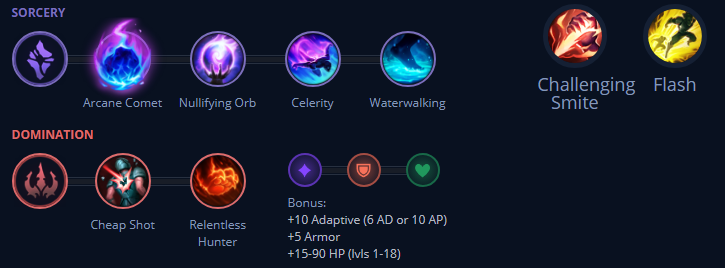 SORCERY
Arcane Comet
Nullifying Orb
Celerity
Waterwalking
Challenging
Smite
Flash
DOMINATION
Cheap Shot
Relentless
Hunter
Bonus:
+10 Adaptive (6 AD or 10 AP)
+5 Armor
+15-90 HP (lvls 1-18)